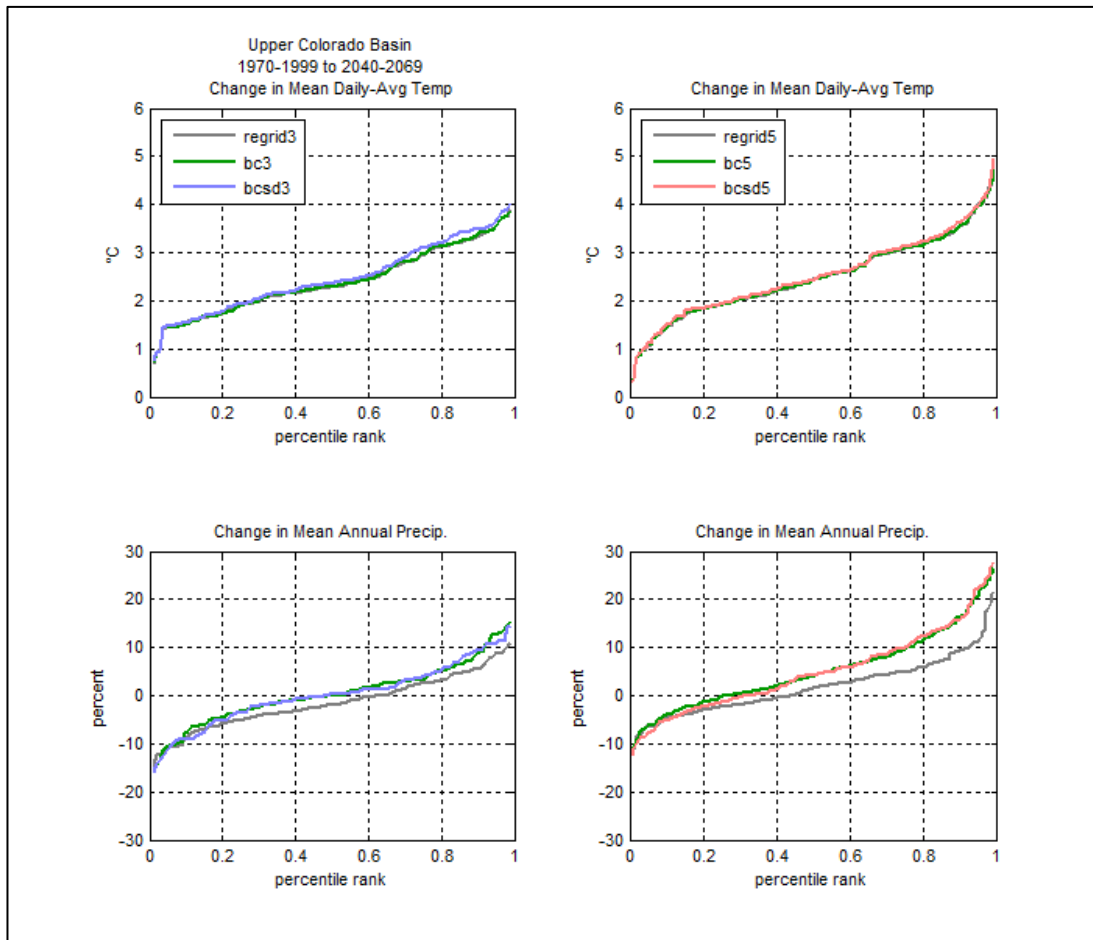 Upper Colorado Basin
1970-1999 to 2040-2069
Change in Mean Daily-Avg Temp
6
5
4
3
2
1
0
ºC
regrid3
bc3
bcsd3
0 0.2 0.4 0.6 0.8 1
percentile rank
Change in Mean Daily-Avg Temp
6
5
4
3
2
1
0
ºC
regrid5
bc5
bcsd5
0 0.2 0.4 0.6 0.8 1
percentile rank
Change in Mean Annual Precip.
30
20
10
0
-10
-20
-30
percent
0 0.2 0.4 0.6 0.8 1
percentile rank
Change in Mean Annual Precip.
30
20
10
0
-10
-20
-30
percent
0 0.2 0.4 0.6 0.8 1
percentile rank